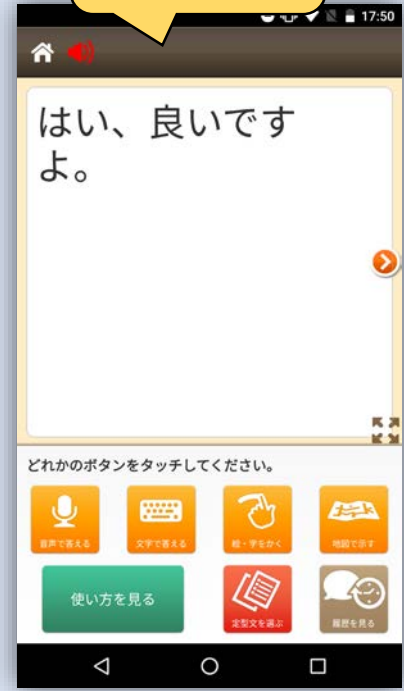 17:50
はい、良いです
よ。
どれかのボタンをタッチしてください。
音声で答える
文字で答える
絵・字をかく
地図で示す
使い方を見る
定型文を選ぶ
履歴を見る